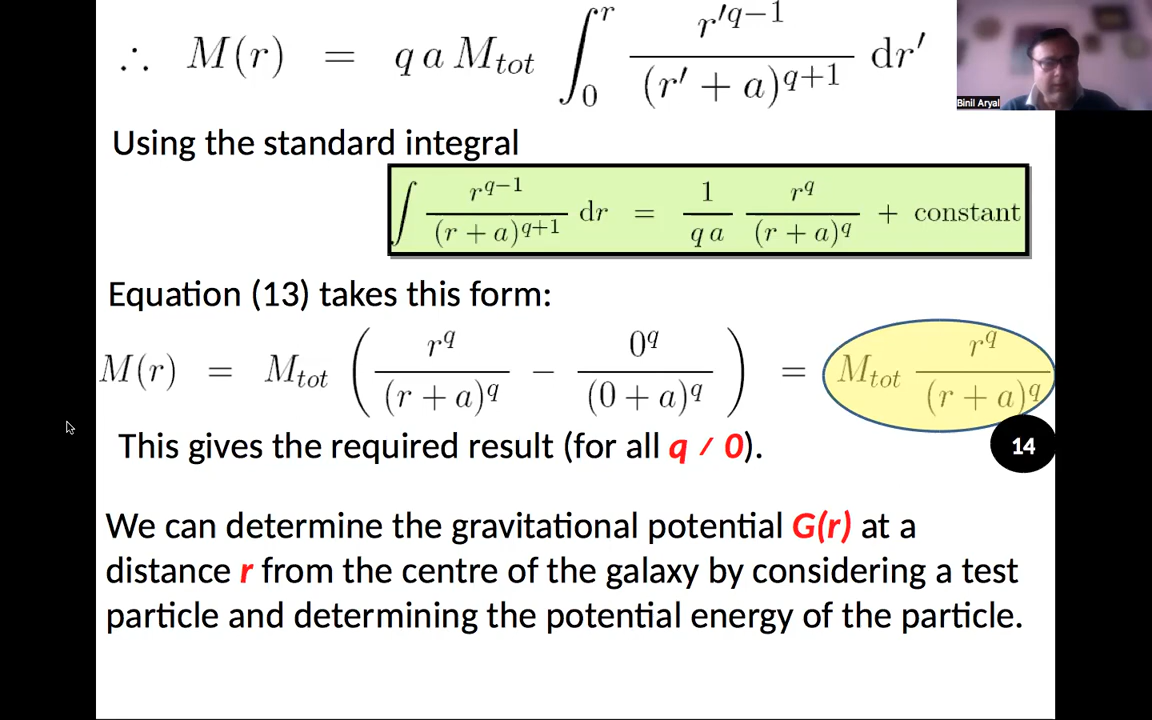 ∴ M(r) = q a M_tot ∫_0^r r'^{q−1} / (r' + a)^{q+1} dr'
Binil Aryal
Using the standard integral
∫ r^{q−1} / (r + a)^{q+1} dr = 1 / (q a) r^q / (r + a)^q + constant
Equation (13) takes this form:
M(r) = M_tot ( r^q / (r + a)^q − 0^q / (0 + a)^q ) = M_tot r^q / (r + a)^q
This gives the required result (for all q ⁄ 0).
14
We can determine the gravitational potential G(r) at a
distance r from the centre of the galaxy by considering a test
particle and determining the potential energy of the particle.